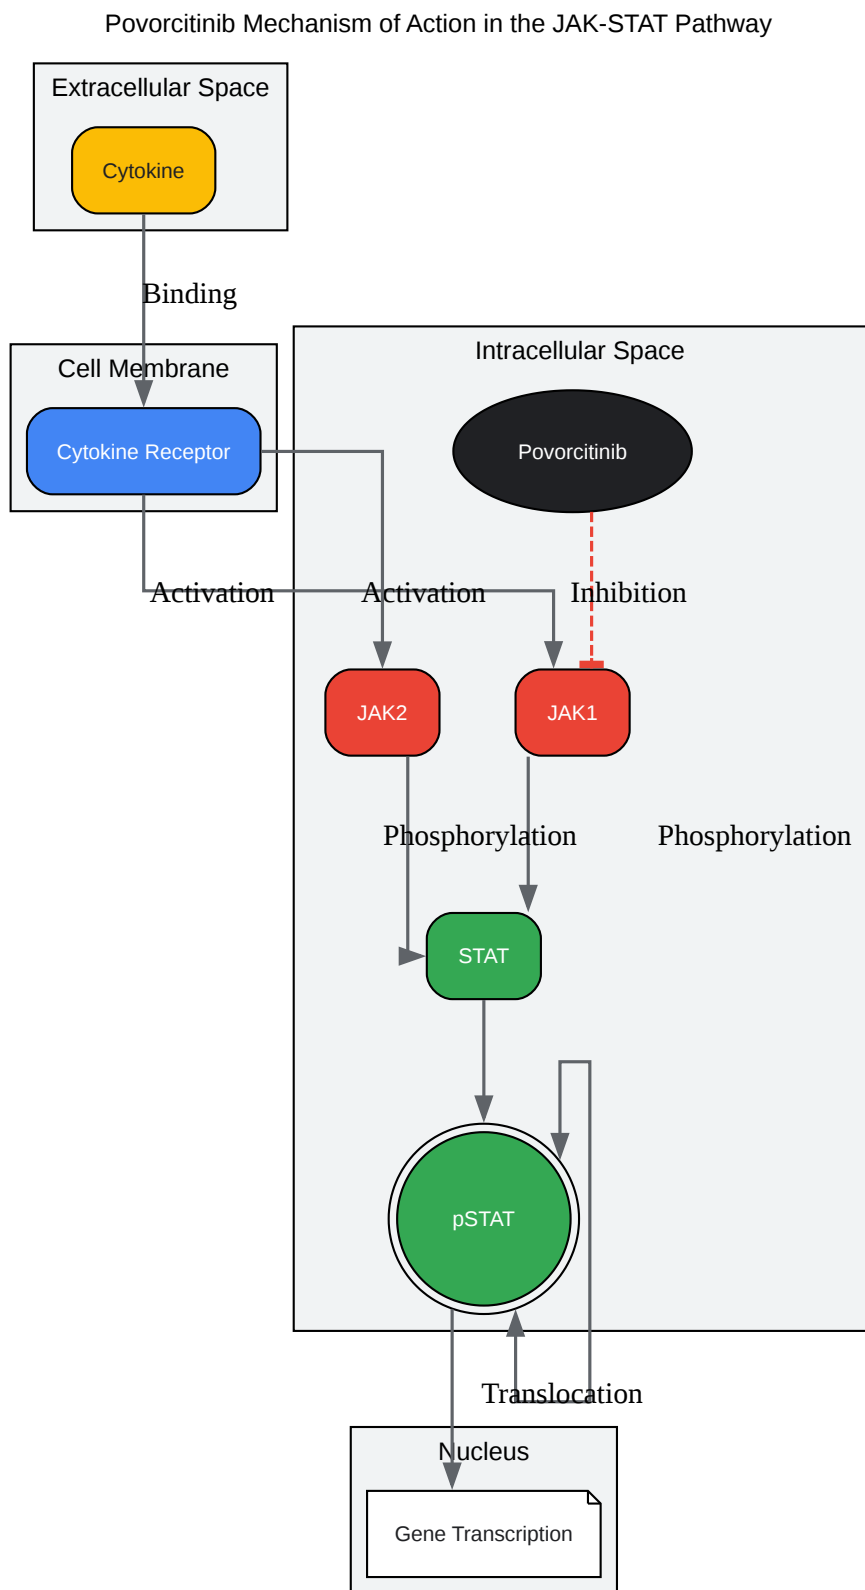 Povorcitinib Mechanism of Action in the JAK-STAT Pathway
Extracellular Space
Cytokine
Binding
Cell Membrane
Cytokine Receptor
Intracellular Space
Povorcitinib
Activation
Activation
Inhibition
JAK2
JAK1
Phosphorylation
Phosphorylation
STAT
pSTAT
Translocation
Nucleus
Gene Transcription